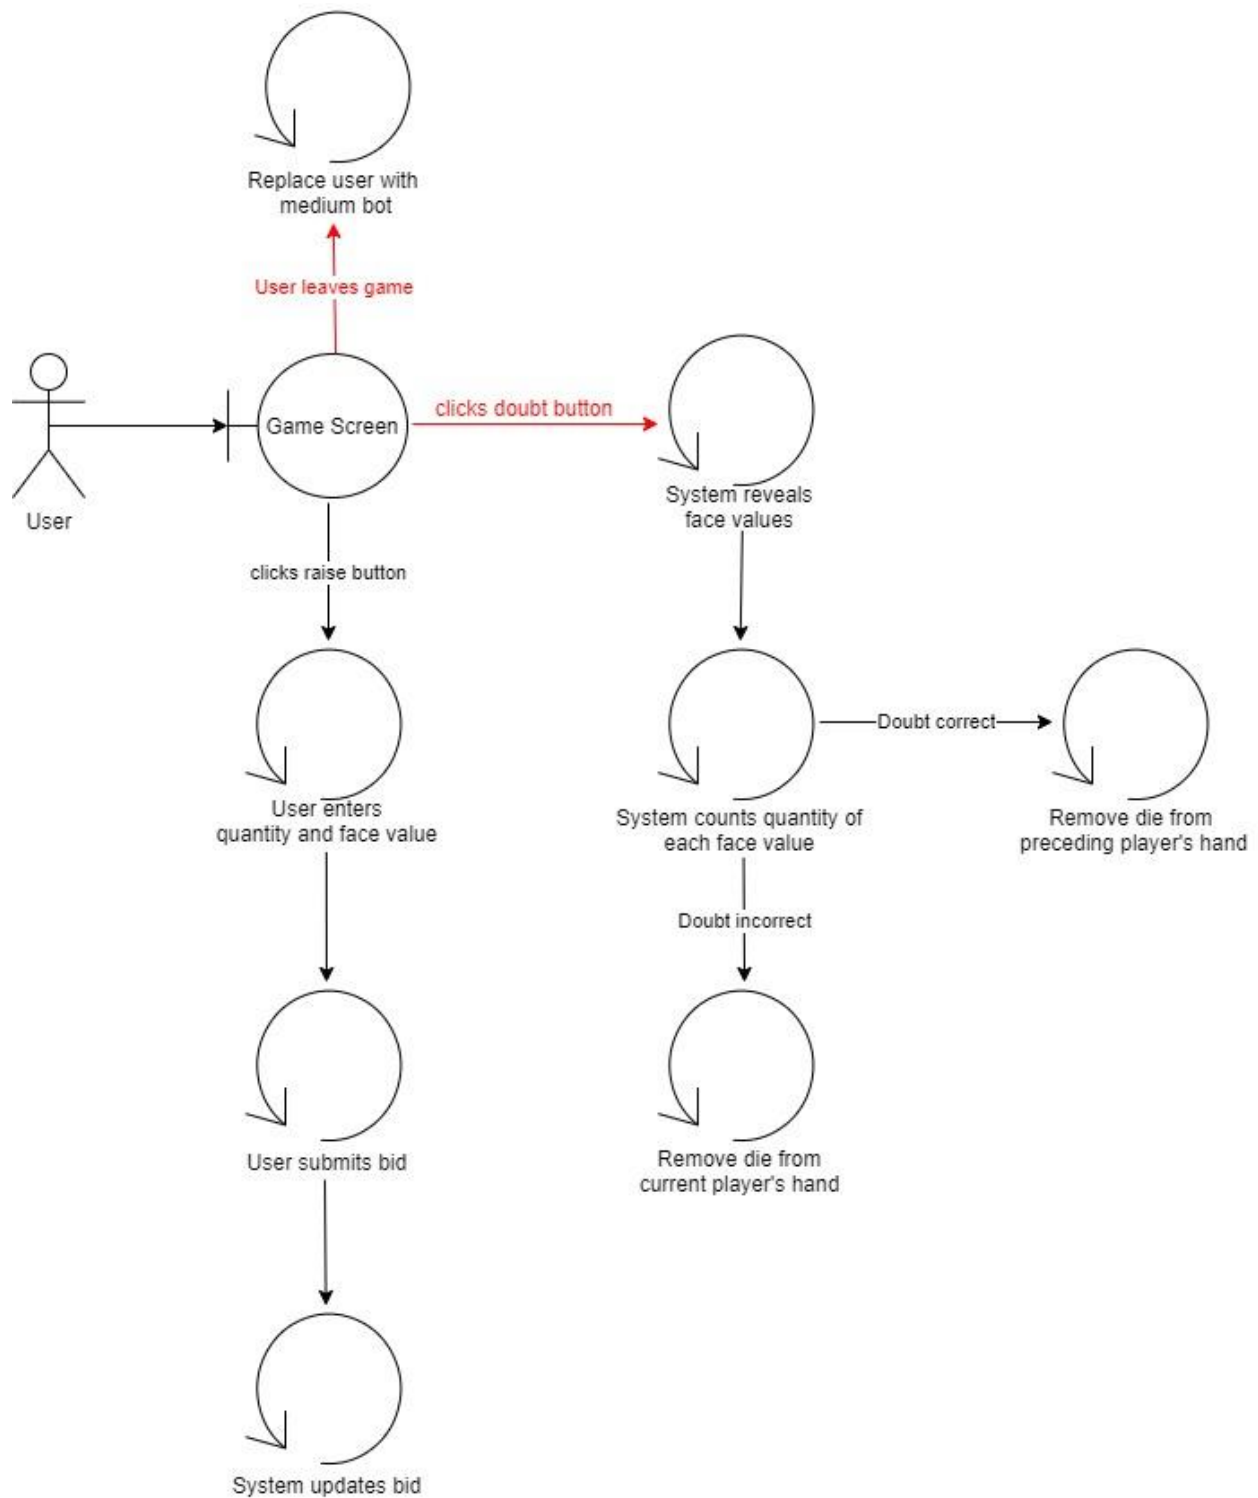 Replace user with
medium bot
User leaves game
User
Game Screen
clicks doubt button
System reveals
face values
clicks raise button
User enters
quantity and face value
System counts quantity of
each face value
Doubt correct
Remove die from
preceding player's hand
Doubt incorrect
User submits bid
Remove die from
current player's hand
System updates bid